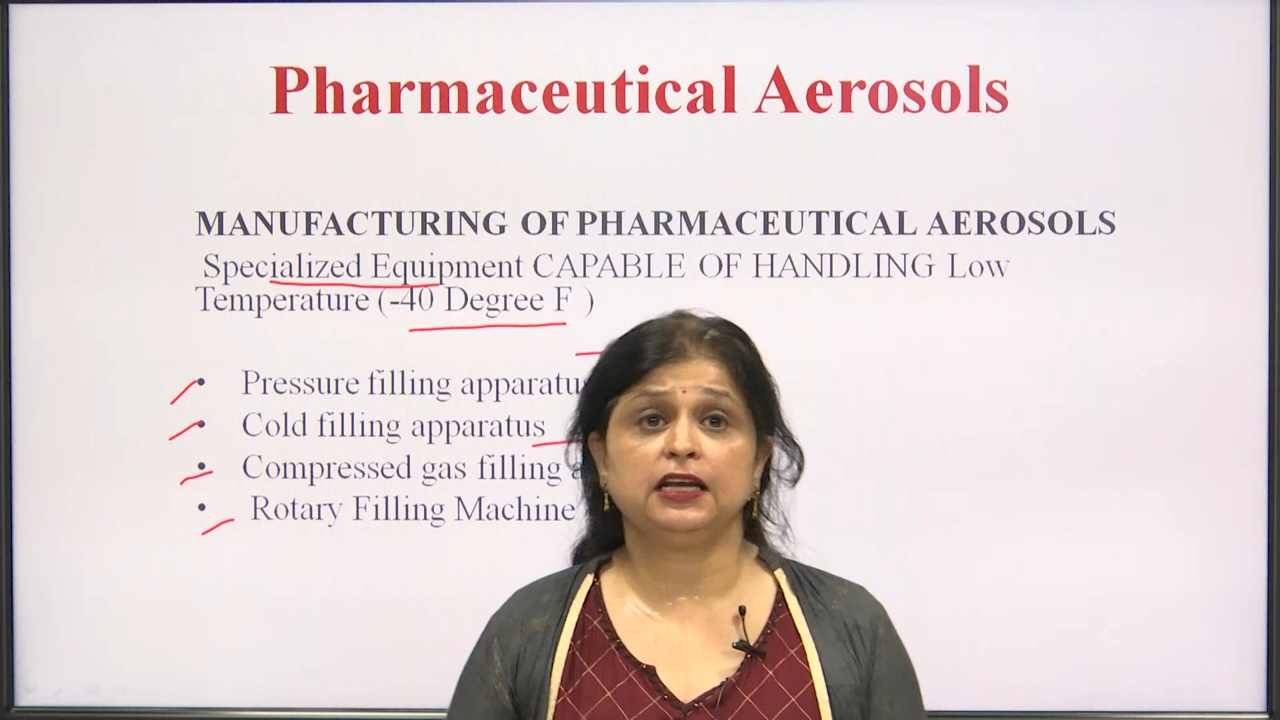 Pharmaceutical Aerosols
MANUFACTURING OF PHARMACEUTICAL AEROSOLS
Specialized Equipment CAPABLE OF HANDLING Low
Temperature (-40 Degree F )
• Pressure filling
• Cold filling apparatus
• Compressed gas filling
• Rotary Filling Machine